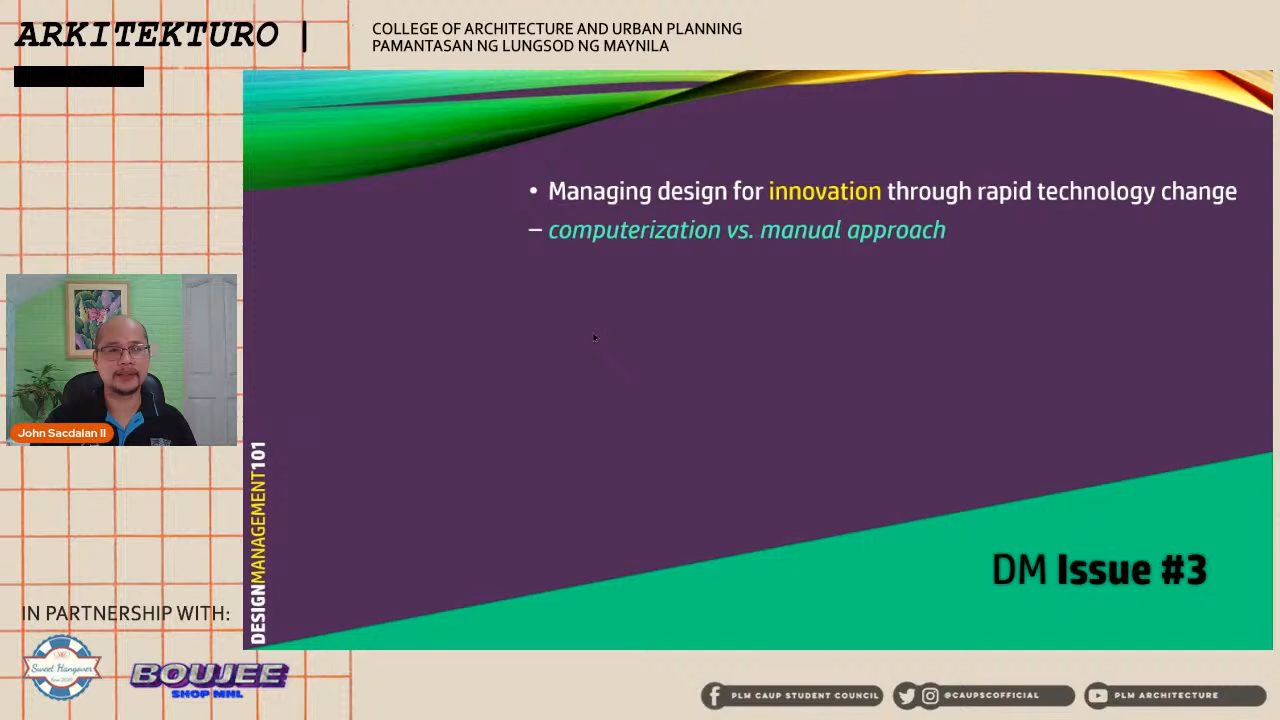 ARKITEKTURO |
COLLEGE OF ARCHITECTURE AND URBAN PLANNING
PAMANTASAN NG LUNGSOD NG MAYNILA
• Managing design for innovation through rapid technology change
– computerization vs. manual approach
John Sacdalan II
DESIGNMANAGEMENT101
DM Issue #3
IN PARTNERSHIP WITH:
Sweet Hangover
BOUJEE
SHOP MNL
PLM CAUP STUDENT COUNCIL
@CAUPSCOFFICIAL
PLM ARCHITECTURE